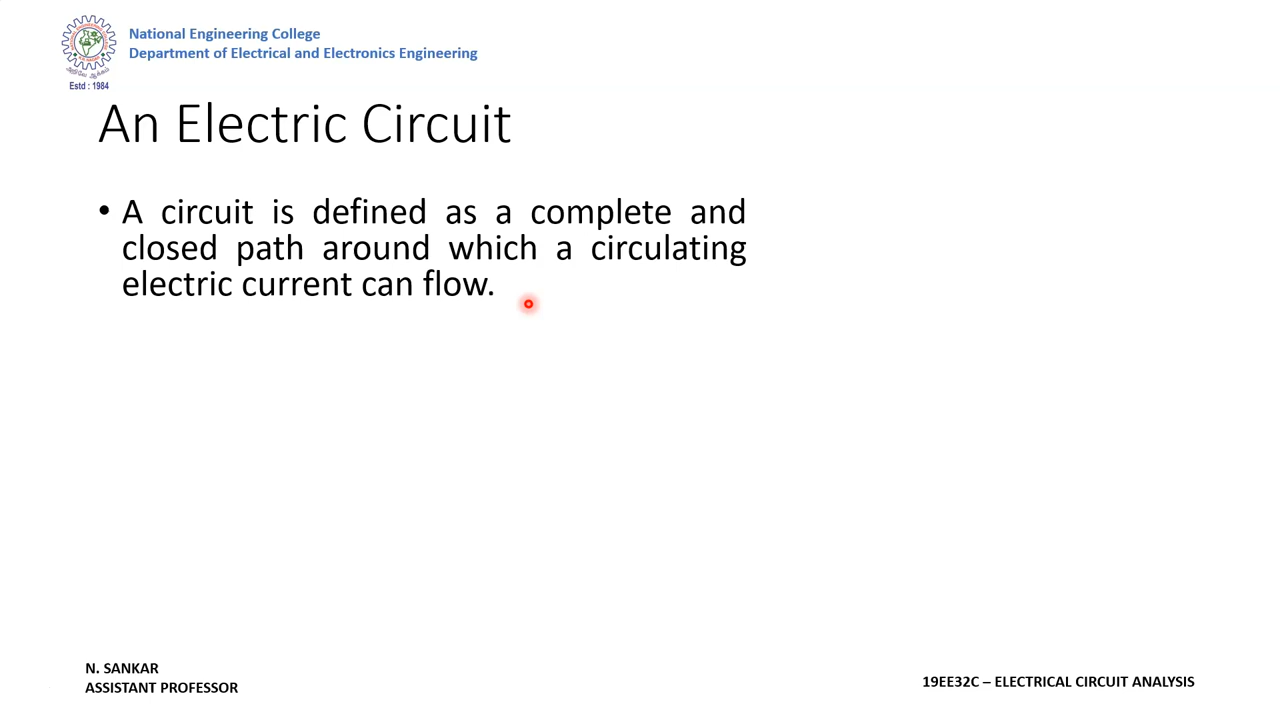 National Engineering College
Department of Electrical and Electronics Engineering
Estd : 1984
An Electric Circuit
• A circuit is defined as a complete and
closed path around which a circulating
electric current can flow.
N. SANKAR
ASSISTANT PROFESSOR
19EE32C – ELECTRICAL CIRCUIT ANALYSIS